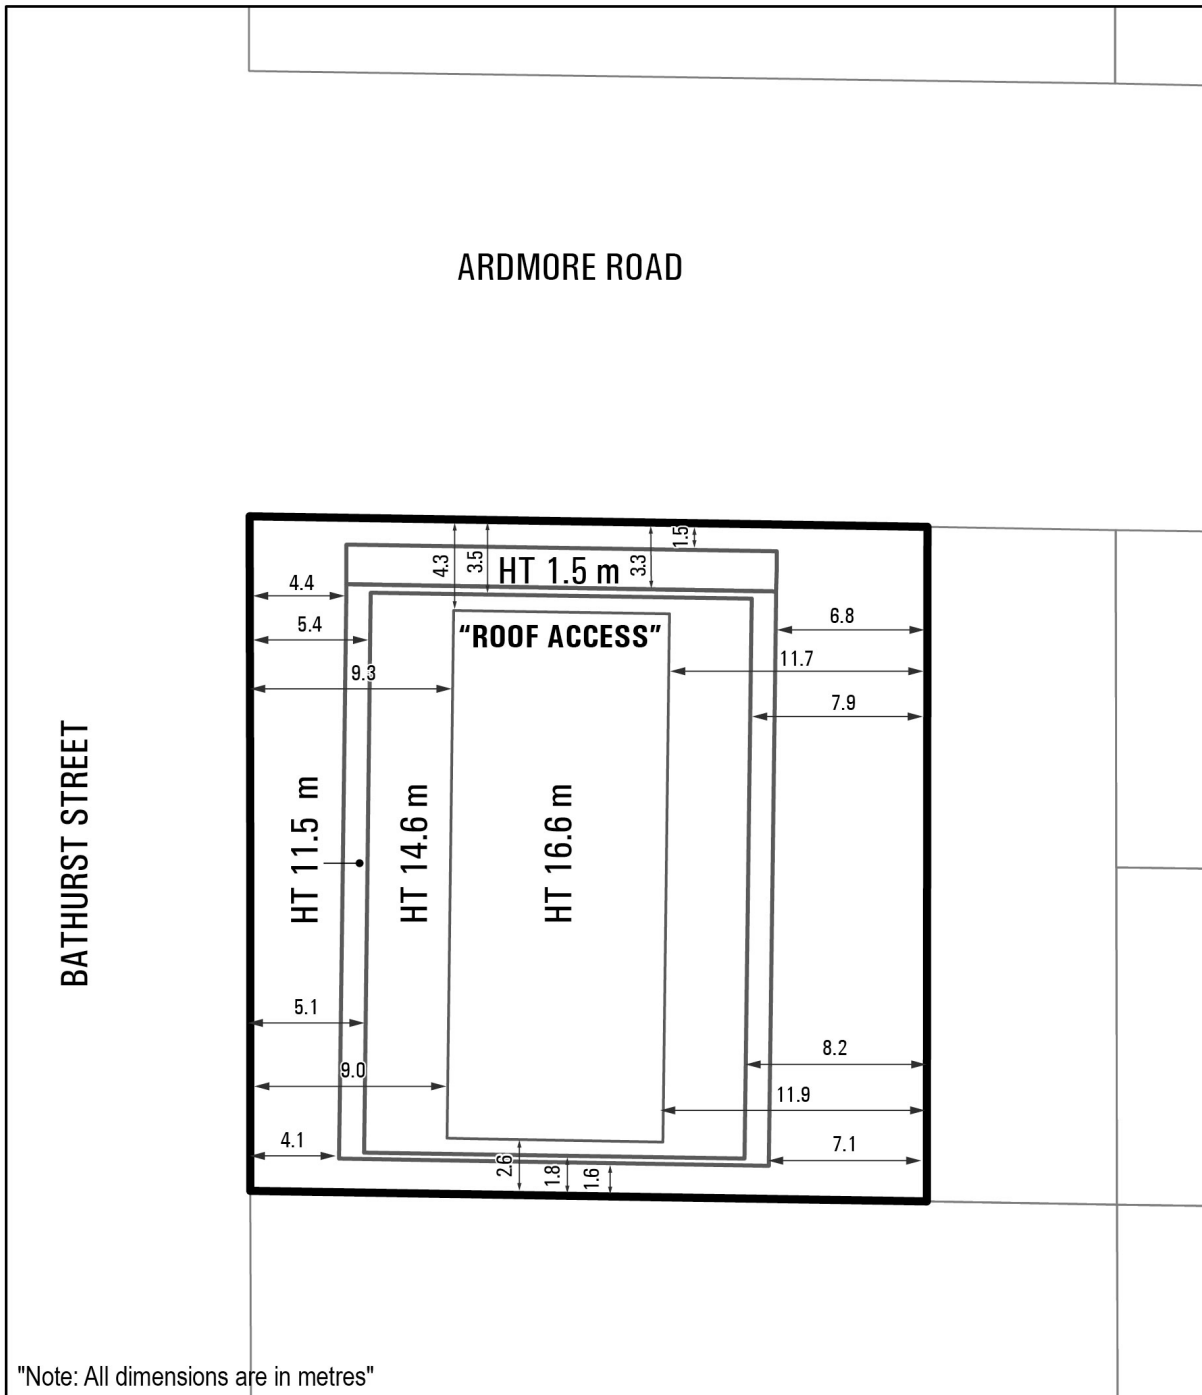 ARDMORE ROAD
4.3
3.5
HT 1.5 m
3.3
1.5
4.4
5.4
9.3
"ROOF ACCESS"
6.8
11.7
7.9
BATHURST STREET
HT 11.5 m
HT 14.6 m
HT 16.6 m
5.1
9.0
4.1
8.2
11.9
7.1
2.6
1.8
1.6
"Note: All dimensions are in metres"